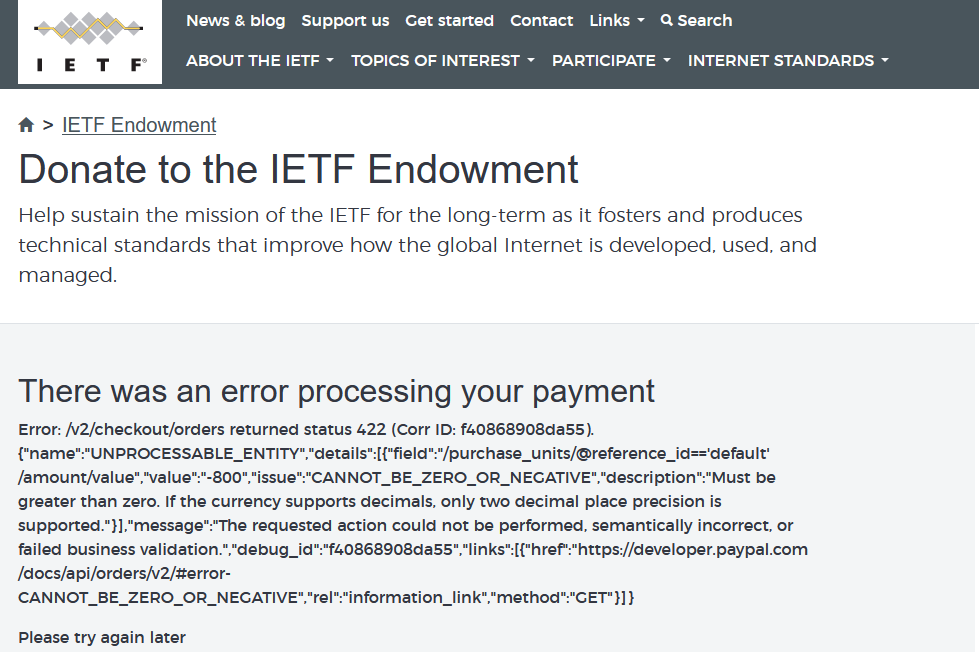 News & blog Support us Get started Contact Links Search
IETF®
ABOUT THE IETF TOPICS OF INTEREST PARTICIPATE INTERNET STANDARDS
> IETF Endowment
Donate to the IETF Endowment
Help sustain the mission of the IETF for the long-term as it fosters and produces
technical standards that improve how the global Internet is developed, used, and
managed.
There was an error processing your payment
Error: /v2/checkout/orders returned status 422 (Corr ID: f40868908da55).
{"name":"UNPROCESSABLE_ENTITY","details":[{"field":"/purchase_units/@reference_id=='default'
/amount/value","value":"-800","issue":"CANNOT_BE_ZERO_OR_NEGATIVE","description":"Must be
greater than zero. If the currency supports decimals, only two decimal place precision is
supported."}],"message":"The requested action could not be performed, semantically incorrect, or
failed business validation.","debug_id":"f40868908da55","links":[{"href":"https://developer.paypal.com
/docs/api/orders/v2/#error-
CANNOT_BE_ZERO_OR_NEGATIVE","rel":"information_link","method":"GET"}]}
Please try again later